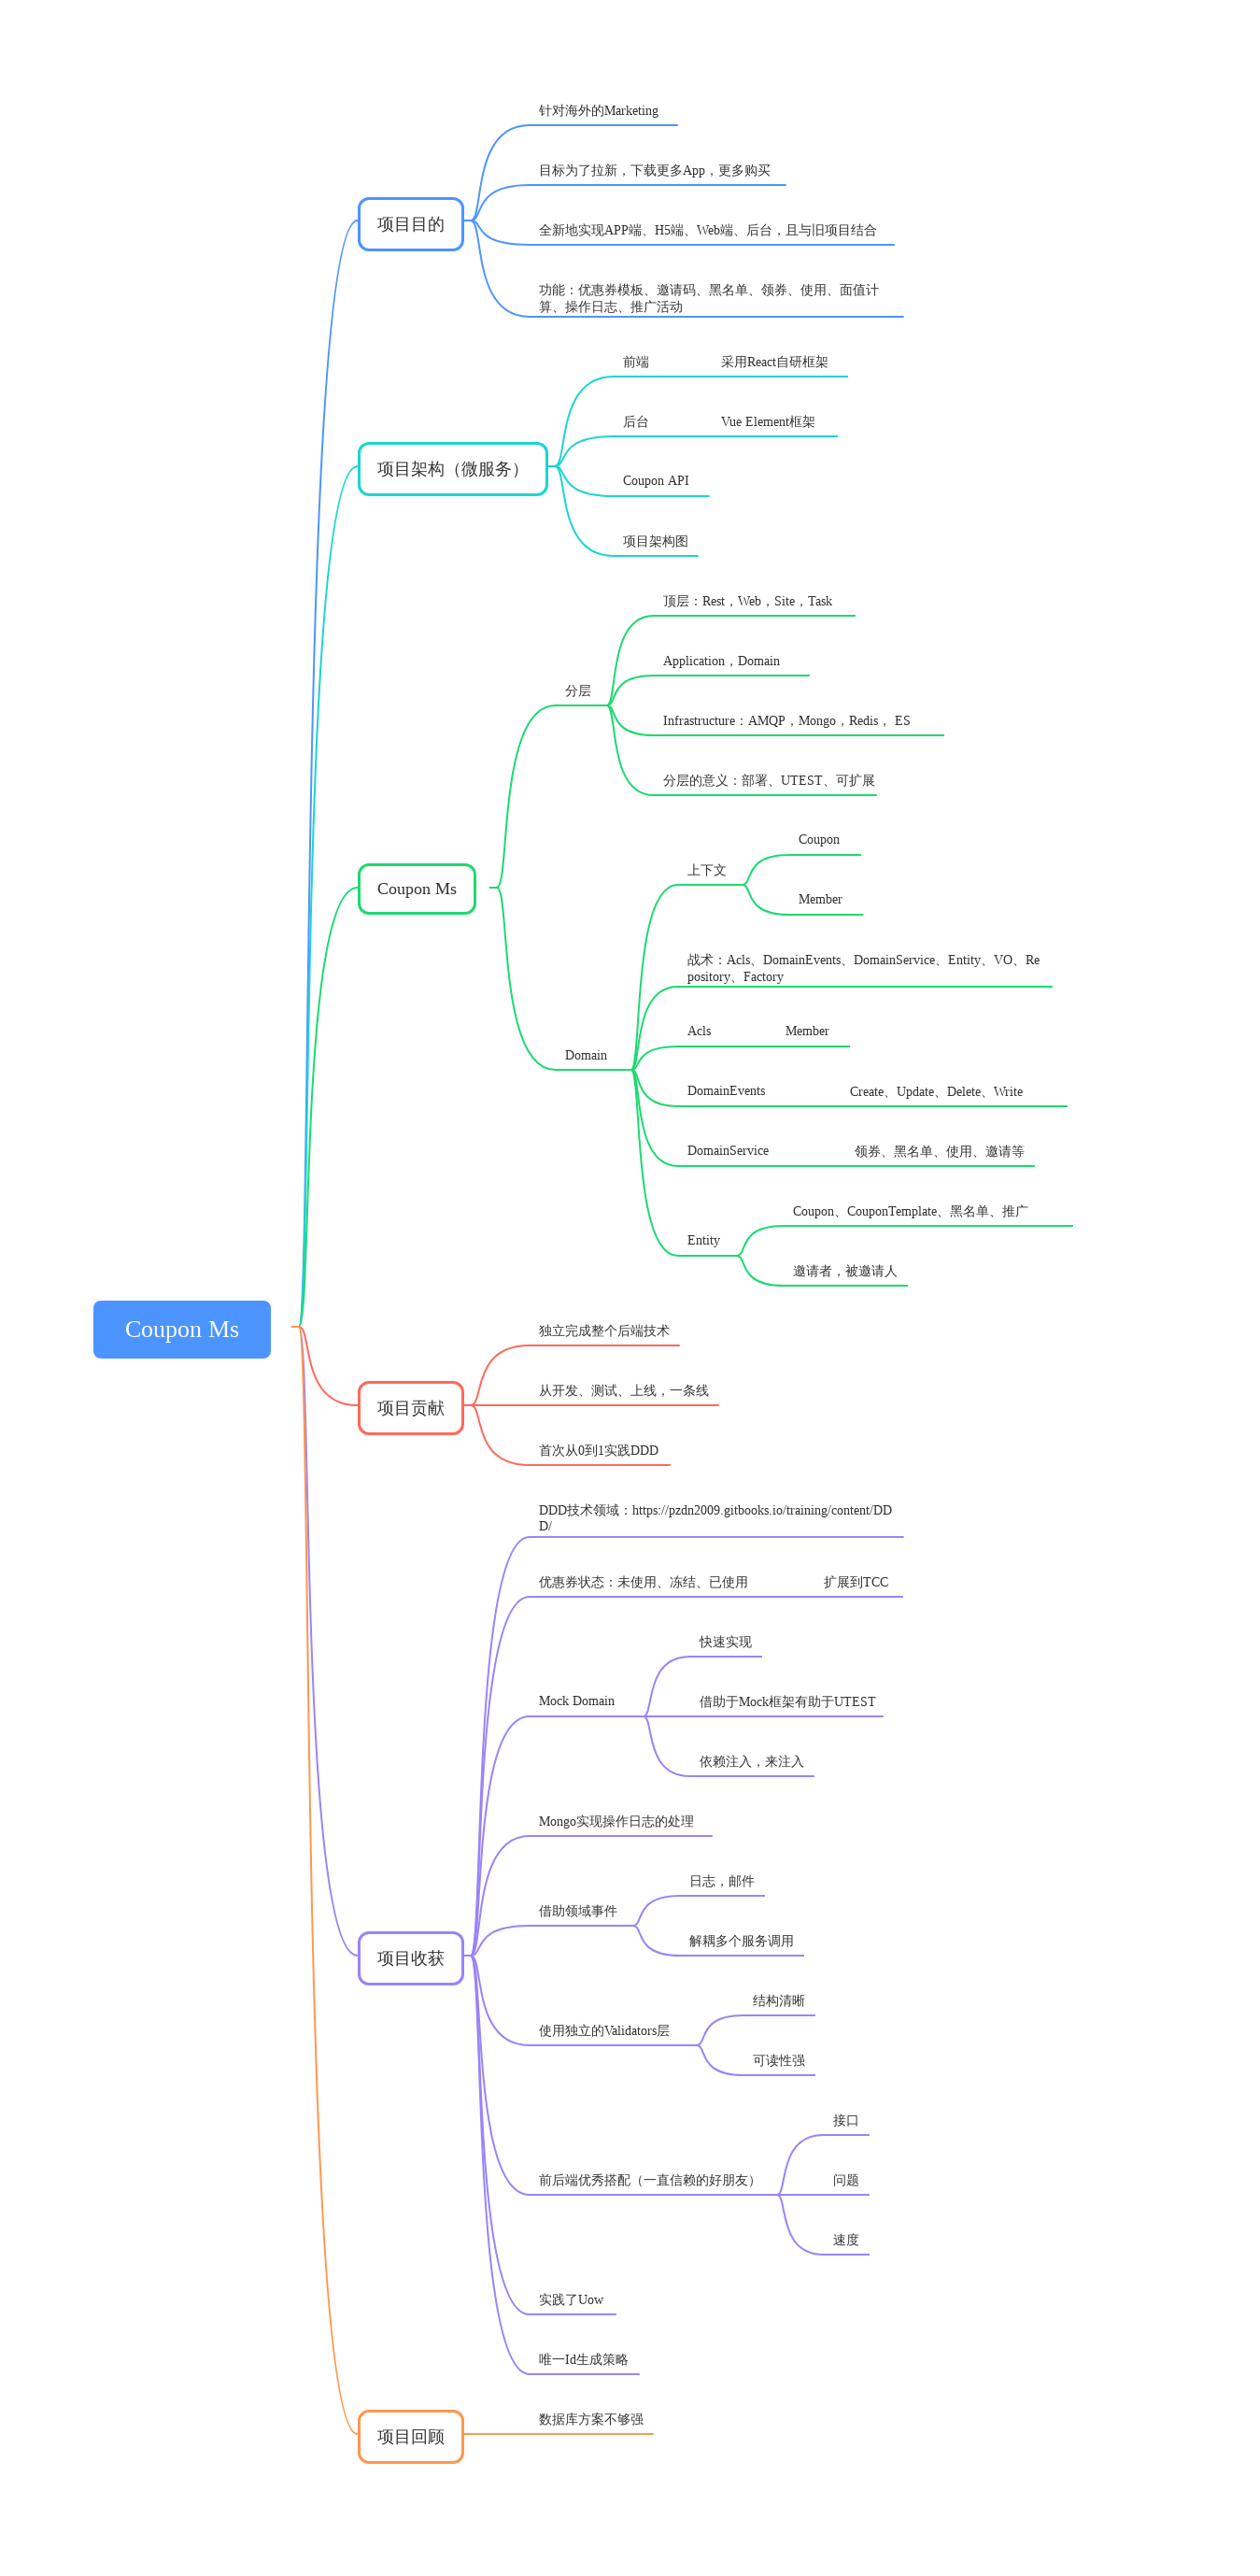 Coupon Ms
项目目的
针对海外的Marketing
目标为了拉新，下载更多App，更多购买
全新地实现APP端、H5端、Web端、后台，且与旧项目结合
功能：优惠券模板、邀请码、黑名单、领券、使用、面值计
算、操作日志、推广活动
项目架构（微服务）
前端
采用React自研框架
后台
Vue Element框架
Coupon API
项目架构图
Coupon Ms
分层
顶层：Rest，Web，Site，Task
Application，Domain
Infrastructure：AMQP，Mongo，Redis， ES
分层的意义：部署、UTEST、可扩展
Domain
上下文
Coupon
Member
战术：Acls、DomainEvents、DomainService、Entity、VO、Re
pository、Factory
Acls
Member
DomainEvents
Create、Update、Delete、Write
DomainService
领券、黑名单、使用、邀请等
Entity
Coupon、CouponTemplate、黑名单、推广
邀请者，被邀请人
项目贡献
独立完成整个后端技术
从开发、测试、上线，一条线
首次从0到1实践DDD
项目收获
DDD技术领域：https://pzdn2009.gitbooks.io/training/content/DD
D/
优惠券状态：未使用、冻结、已使用
扩展到TCC
Mock Domain
快速实现
借助于Mock框架有助于UTEST
依赖注入，来注入
Mongo实现操作日志的处理
借助领域事件
日志，邮件
解耦多个服务调用
使用独立的Validators层
结构清晰
可读性强
前后端优秀搭配（一直信赖的好朋友）
接口
问题
速度
实践了Uow
唯一Id生成策略
项目回顾
数据库方案不够强